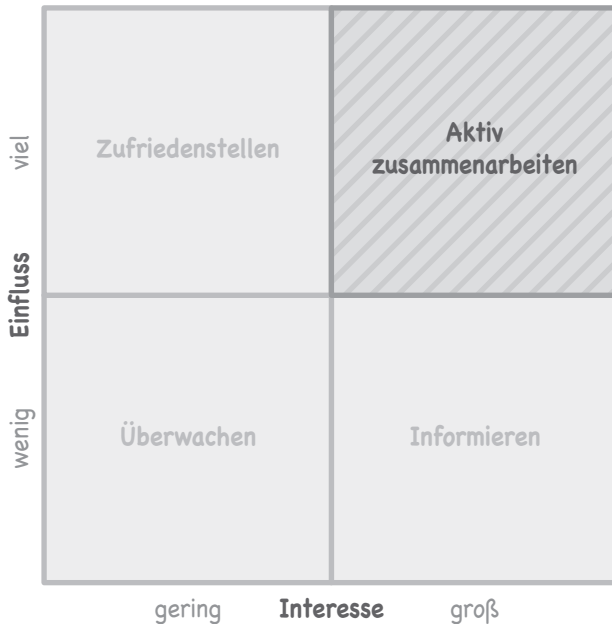 viel
Zufriedenstellen
Aktiv
zusammenarbeiten
Einfluss
wenig
Überwachen
Informieren
gering
Interesse
groß